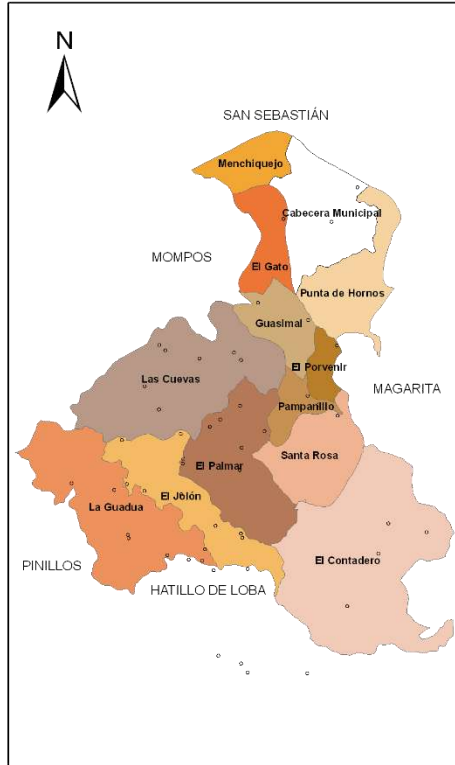 N
SAN SEBASTIÁN
Menchiquejo
Cabecera Municipal
MOMPOS
El Gato
Punta de Hornos
Guasimal
El Porvenir
Las Cuevas
MAGARITA
Pampanillo
Santa Rosa
El Palmar
El Jolón
La Guadua
El Contadero
PINILLOS
HATILLO DE LOBA